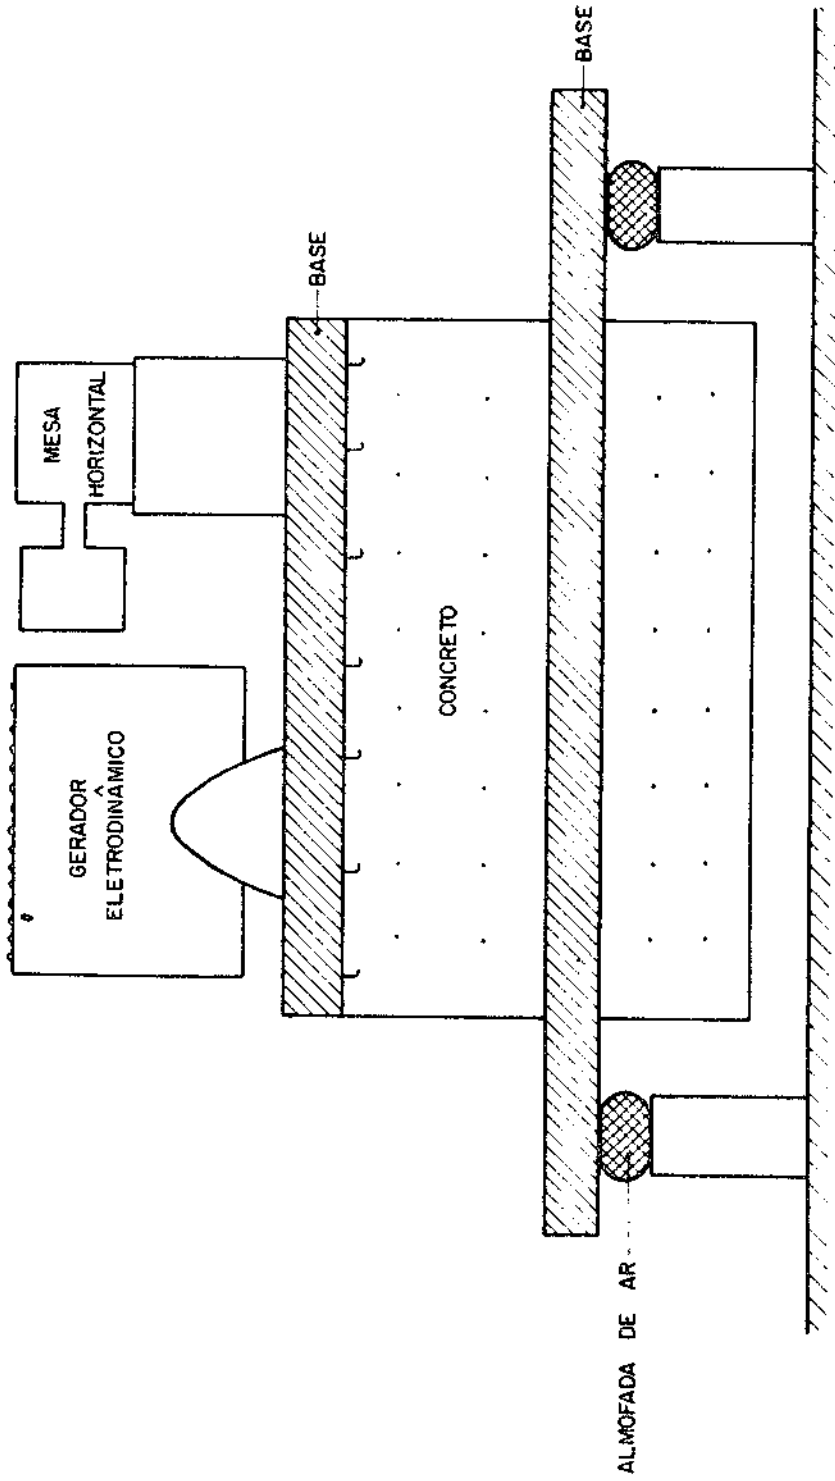 GERADOR
ELETRODINÂMICO
MESA
HORIZONTAL
BASE
CONCRETO
BASE
ALMOFADA DE AR